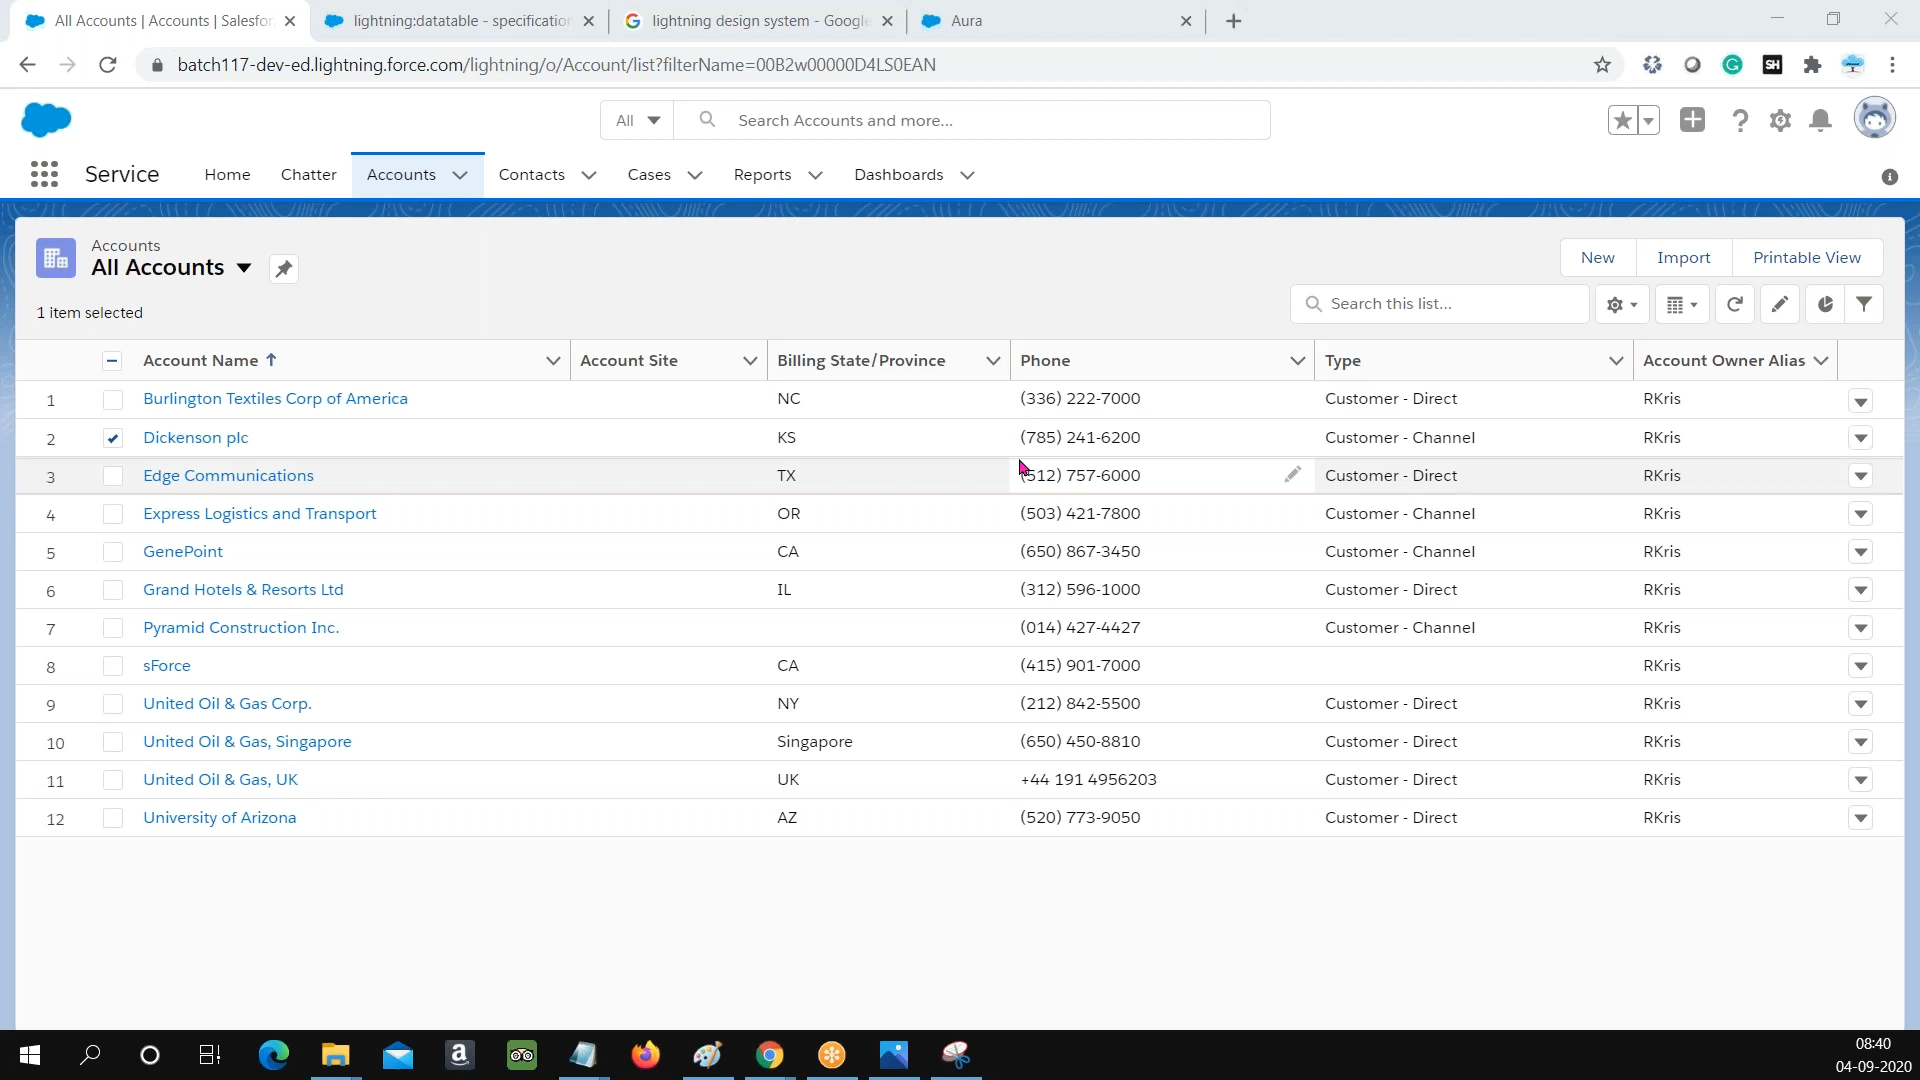 All Accounts | Accounts | Salesfor
lightning:datatable - specification
lightning design system - Google
Aura
batch117-dev-ed.lightning.force.com/lightning/o/Account/list?filterName=00B2w00000D4LS0EAN
SH
All
Search Accounts and more...
Service
Home
Chatter
Accounts
Contacts
Cases
Reports
Dashboards
Accounts
All Accounts
New
Import
Printable View
1 item selected
Search this list...
Account Name ↑ Account Site Billing State/Province Phone Type Account Owner Alias
1 Burlington Textiles Corp of America NC (336) 222-7000 Customer - Direct RKris
2 Dickenson plc KS (785) 241-6200 Customer - Channel RKris
3 Edge Communications TX (512) 757-6000 Customer - Direct RKris
4 Express Logistics and Transport OR (503) 421-7800 Customer - Channel RKris
5 GenePoint CA (650) 867-3450 Customer - Channel RKris
6 Grand Hotels & Resorts Ltd IL (312) 596-1000 Customer - Direct RKris
7 Pyramid Construction Inc. (014) 427-4427 Customer - Channel RKris
8 sForce CA (415) 901-7000 RKris
9 United Oil & Gas Corp. NY (212) 842-5500 Customer - Direct RKris
10 United Oil & Gas, Singapore Singapore (650) 450-8810 Customer - Direct RKris
11 United Oil & Gas, UK UK +44 191 4956203 Customer - Direct RKris
12 University of Arizona AZ (520) 773-9050 Customer - Direct RKris
08:40
04-09-2020